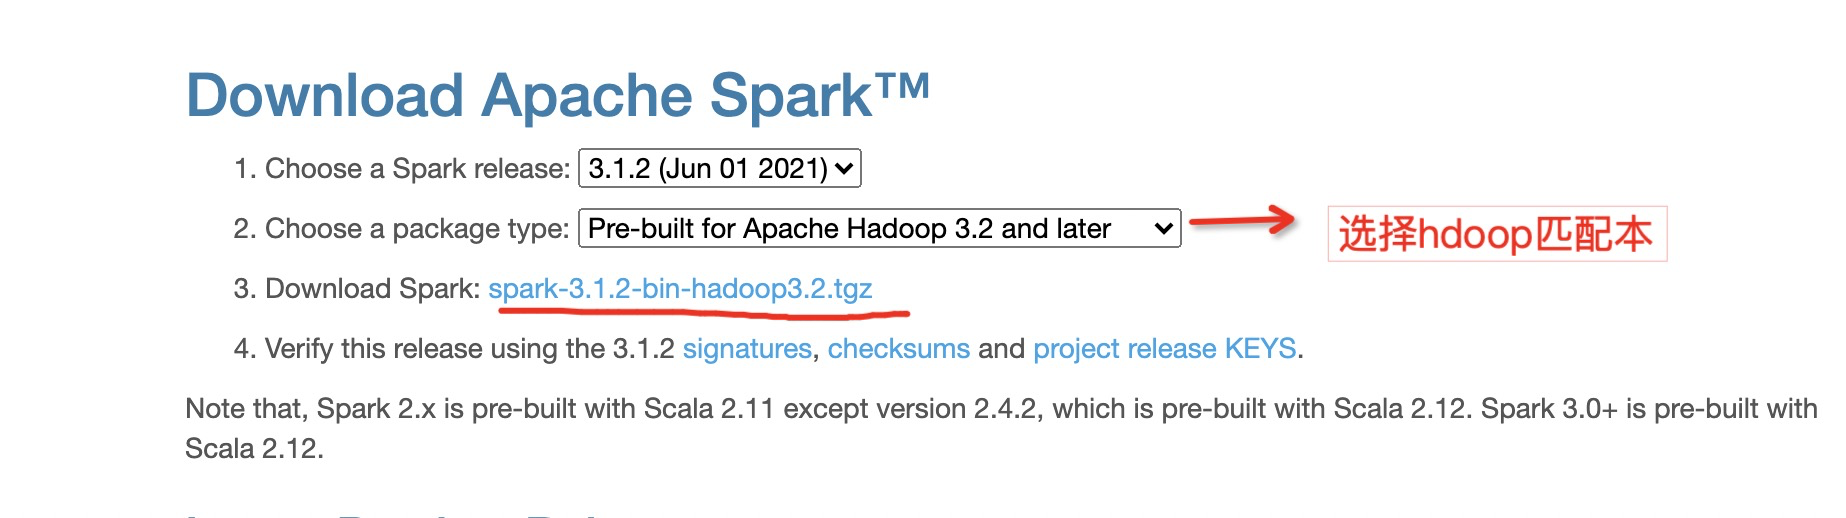 Download Apache Spark™
1. Choose a Spark release: 3.1.2 (Jun 01 2021)
2. Choose a package type: Pre-built for Apache Hadoop 3.2 and later
选择hdoop匹配本
3. Download Spark: spark-3.1.2-bin-hadoop3.2.tgz
4. Verify this release using the 3.1.2 signatures, checksums and project release KEYS.
Note that, Spark 2.x is pre-built with Scala 2.11 except version 2.4.2, which is pre-built with Scala 2.12. Spark 3.0+ is pre-built with
Scala 2.12.